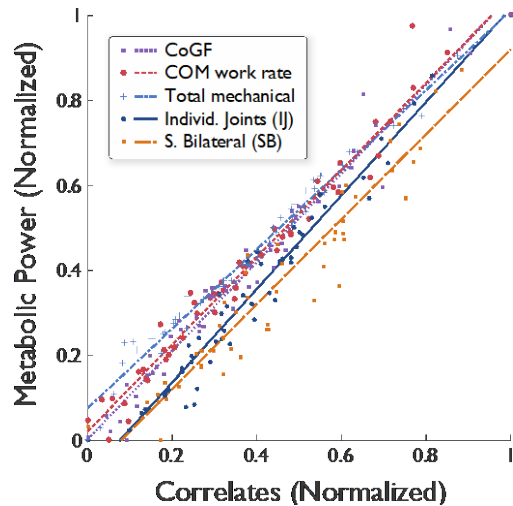 1
0.8
0.6
0.4
0.2
0
0
0.2
0.4
0.6
0.8
1
Metabolic Power (Normalized)
Correlates (Normalized)
CoGF
COM work rate
Total mechanical
Individ. Joints (IJ)
S. Bilateral (SB)